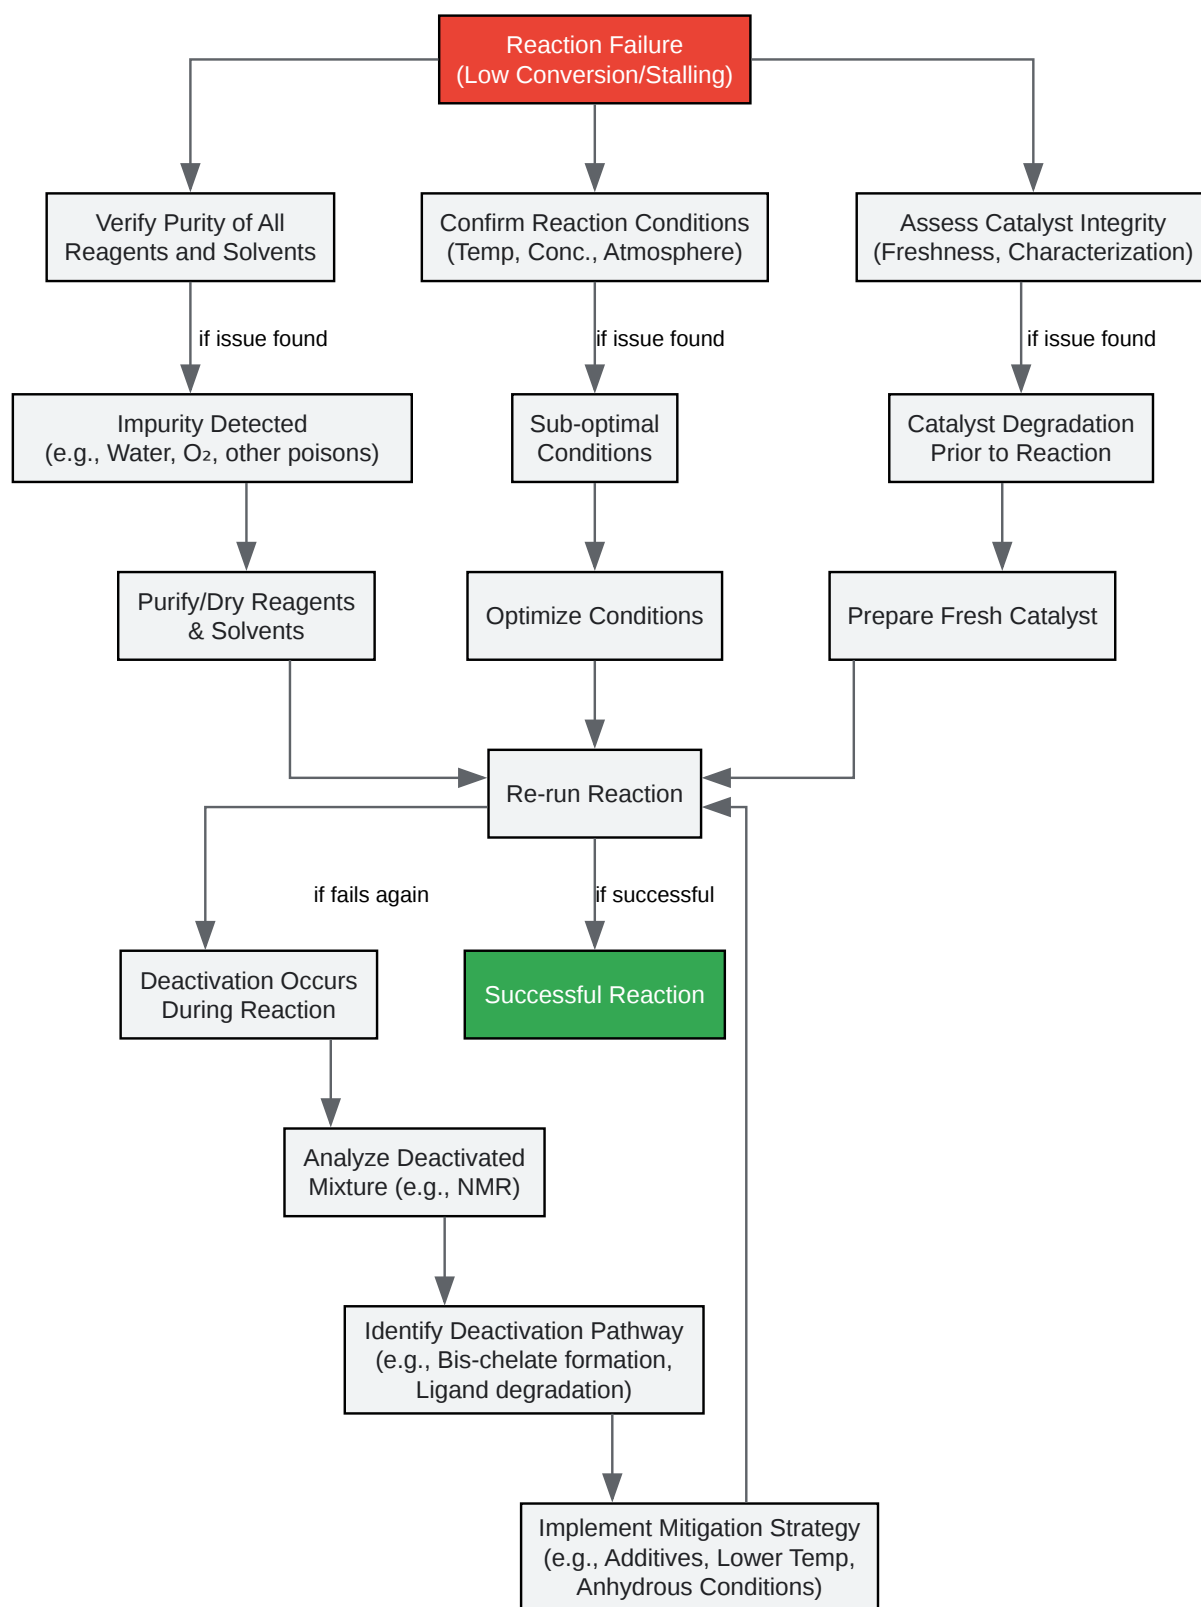 Reaction Failure
(Low Conversion/Stalling)
Verify Purity of All
Reagents and Solvents
Confirm Reaction Conditions
(Temp, Conc., Atmosphere)
Assess Catalyst Integrity
(Freshness, Characterization)
if issue found
if issue found
if issue found
Impurity Detected
(e.g., Water, O₂, other poisons)
Sub-optimal
Conditions
Catalyst Degradation
Prior to Reaction
Purify/Dry Reagents
& Solvents
Optimize Conditions
Prepare Fresh Catalyst
Re-run Reaction
if fails again
if successful
Deactivation Occurs
During Reaction
Successful Reaction
Analyze Deactivated
Mixture (e.g., NMR)
Identify Deactivation Pathway
(e.g., Bis-chelate formation,
Ligand degradation)
Implement Mitigation Strategy
(e.g., Additives, Lower Temp,
Anhydrous Conditions)